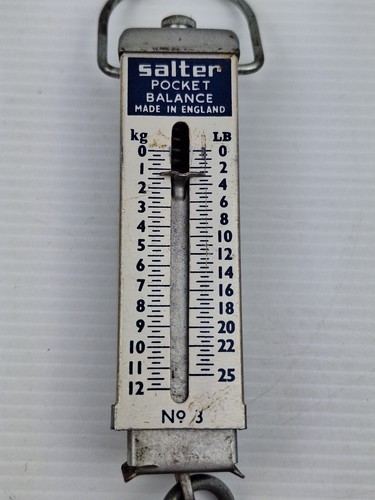 salter
POCKET
BALANCE
MADE IN ENGLAND
kg LB
0 0
1 2
2 4
3 6
4 8
5 10
6 12
7 14
8 16
9 18
10 20
11 22
12 25
Nº 3